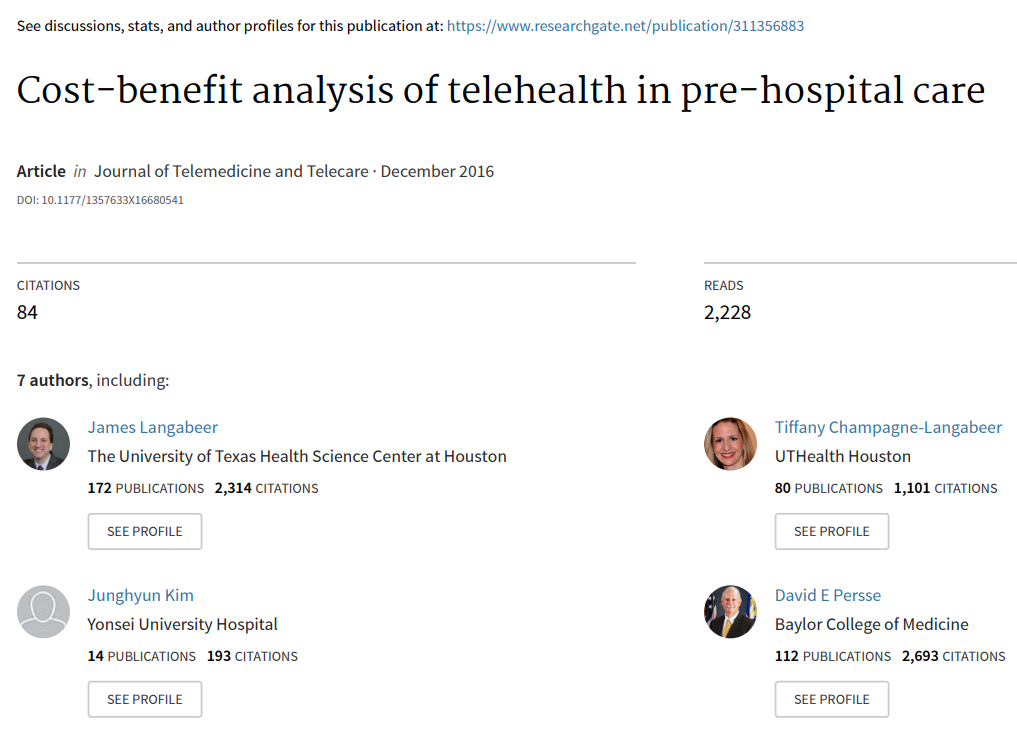 See discussions, stats, and author profiles for this publication at: https://www.researchgate.net/publication/311356883
Cost-benefit analysis of telehealth in pre-hospital care
Article in Journal of Telemedicine and Telecare · December 2016
DOI: 10.1177/1357633X16680541
CITATIONS
84
READS
2,228
7 authors, including:
James Langabeer
The University of Texas Health Science Center at Houston
172 PUBLICATIONS 2,314 CITATIONS
SEE PROFILE
Tiffany Champagne-Langabeer
UTHealth Houston
80 PUBLICATIONS 1,101 CITATIONS
SEE PROFILE
Junghyun Kim
Yonsei University Hospital
14 PUBLICATIONS 193 CITATIONS
SEE PROFILE
David E Persse
Baylor College of Medicine
112 PUBLICATIONS 2,693 CITATIONS
SEE PROFILE